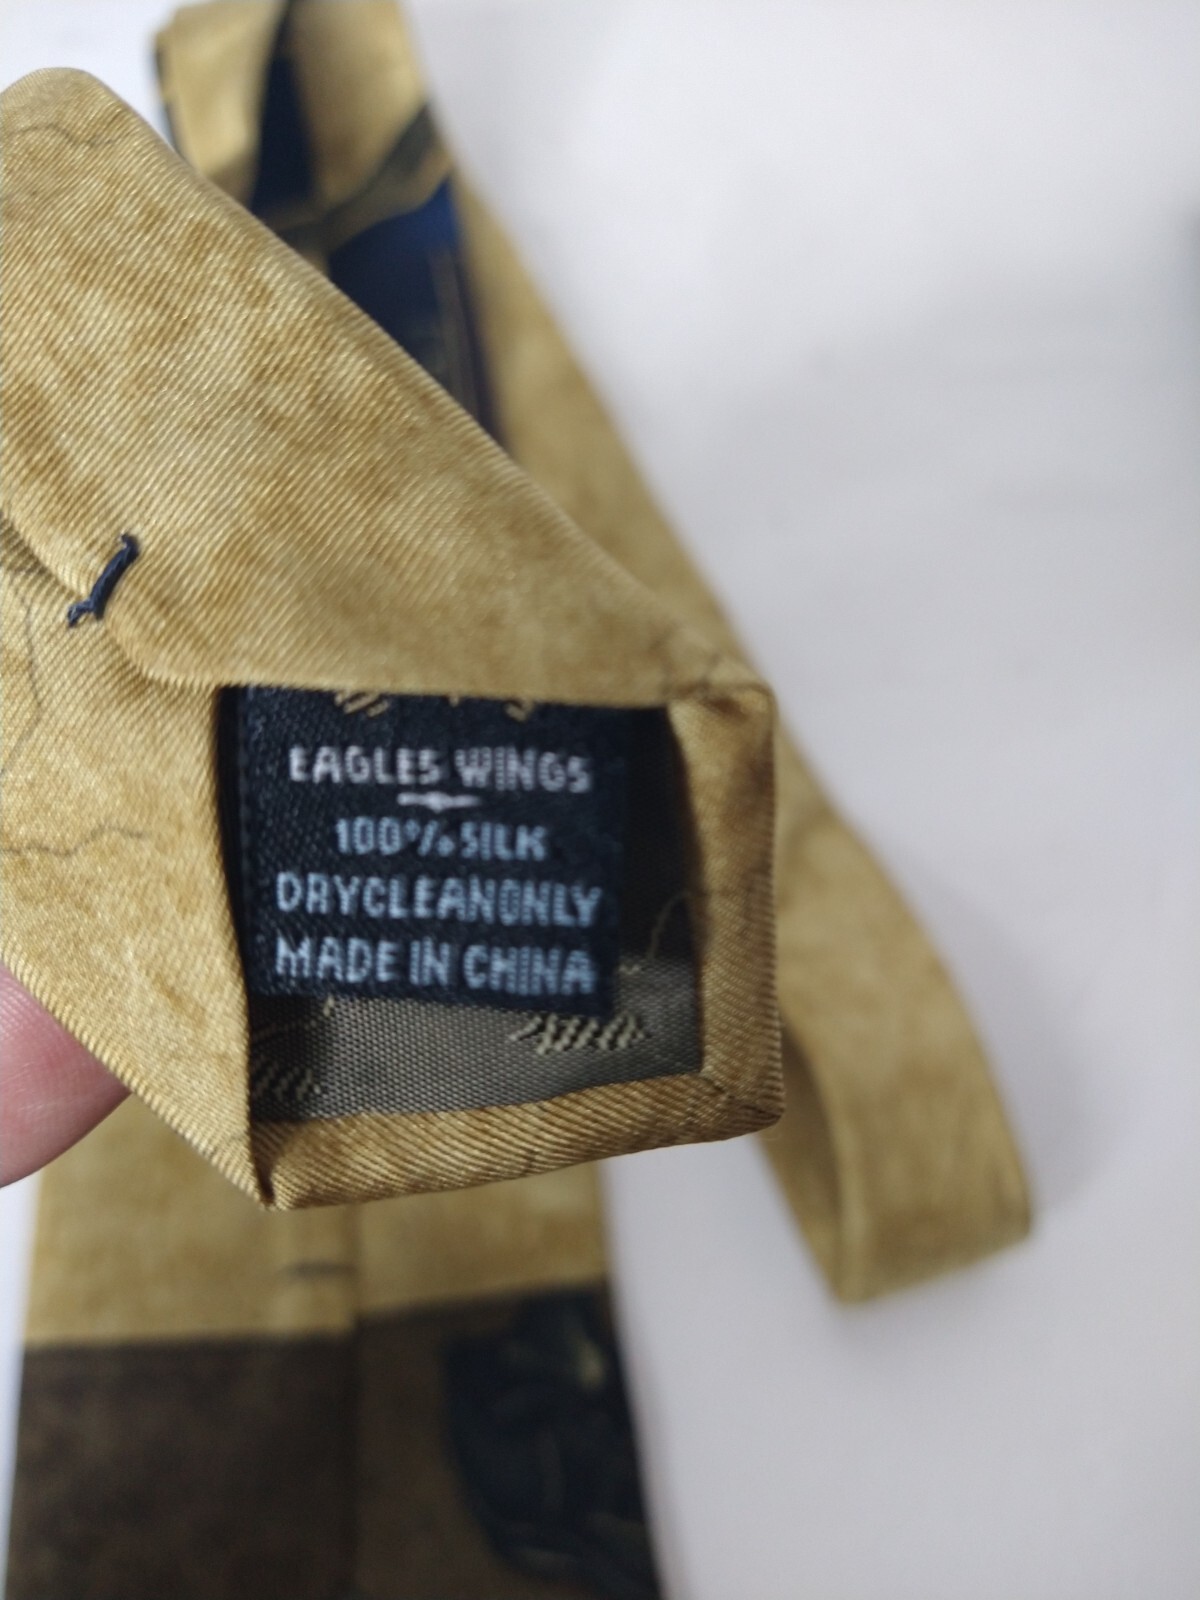 EAGLES WINGS
100% SILK
DRYCLEANONLY
MADE IN CHINA